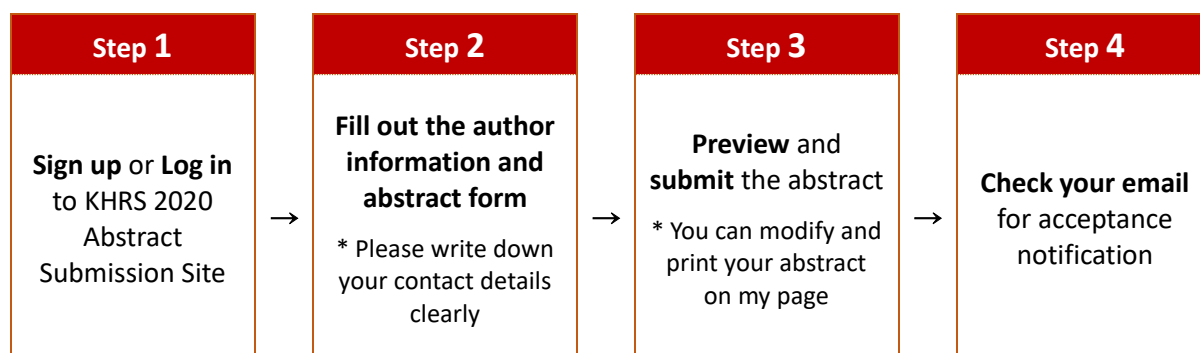 Step 1
Sign up or Log in
to KHRS 2020
Abstract
Submission Site
→
Step 2
Fill out the author
information and
abstract form
* Please write down
your contact details
clearly
→
Step 3
Preview and
submit the abstract
* You can modify and
print your abstract
on my page
→
Step 4
Check your email
for acceptance
notification